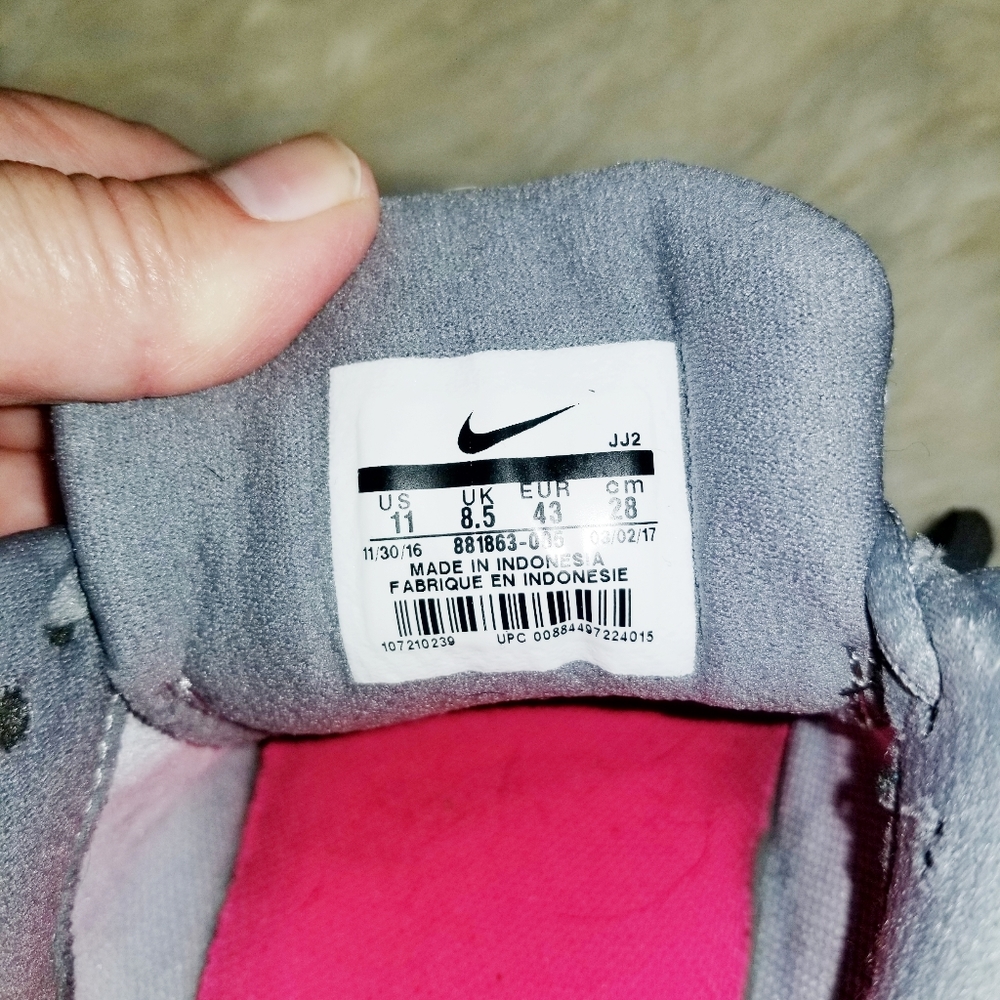 JJ2
US UK EUR cm
11 8.5 43 28
11/30/16 881863-006 03/02/17
MADE IN INDONESIA
FABRIQUE EN INDONESIE
107210239 UPC 00884497224015